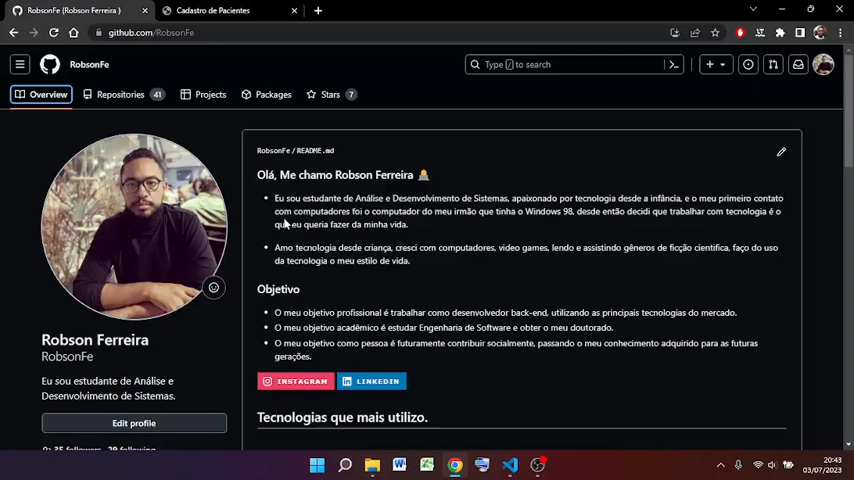 RobsonFe (Robson Ferreira )
Cadastro de Pacientes
github.com/RobsonFe
RobsonFe
Type / to search
Overview
Repositories 41
Projects
Packages
Stars 7
RobsonFe / README.md
Olá, Me chamo Robson Ferreira
Eu sou estudante de Análise e Desenvolvimento de Sistemas, apaixonado por tecnologia desde a infância, e o meu primeiro contato
com computadores foi o computador do meu irmão que tinha o Windows 98, desde então decidi que trabalhar com tecnologia é o
que eu queria fazer da minha vida.
Amo tecnologia desde criança, cresci com computadores, video games, lendo e assistindo gêneros de ficção cientifica, faço do uso
da tecnologia o meu estilo de vida.
Objetivo
O meu objetivo profissional é trabalhar como desenvolvedor back-end, utilizando as principais tecnologias do mercado.
O meu objetivo acadêmico é estudar Engenharia de Software e obter o meu doutorado.
O meu objetivo como pessoa é futuramente contribuir socialmente, passando o meu conhecimento adquirido para as futuras
gerações.
INSTAGRAM
LINKEDIN
Tecnologias que mais utilizo.
Robson Ferreira
RobsonFe
Eu sou estudante de Análise e
Desenvolvimento de Sistemas.
Edit profile
35 followers · 29 following
20:43
03/07/2023